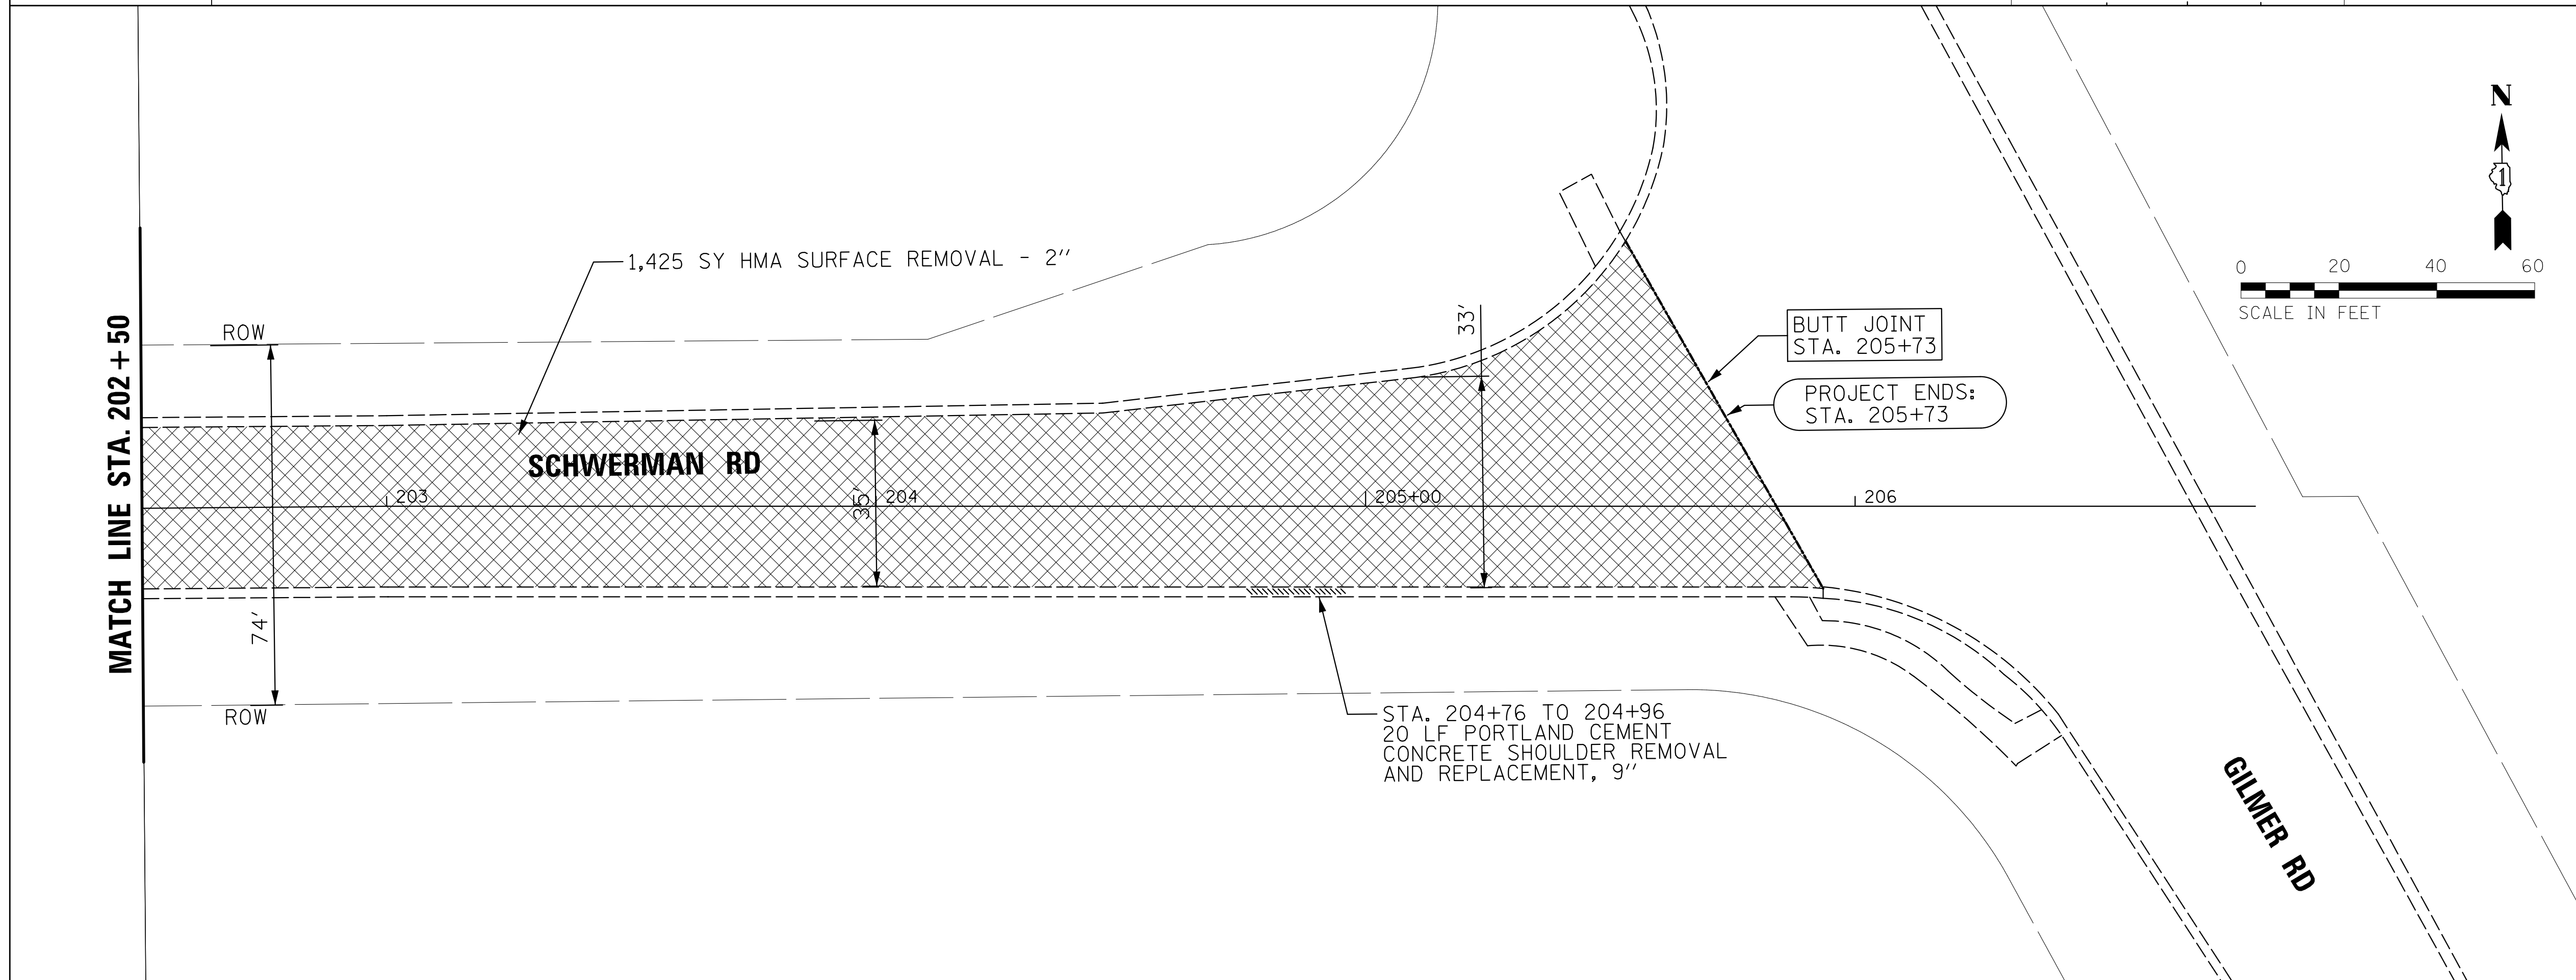 N
1
0 20 40 60
SCALE IN FEET
1,425 SY HMA SURFACE REMOVAL - 2"
ROW
33'
BUTT JOINT
STA. 205+73
PROJECT ENDS:
STA. 205+73
MATCH LINE STA. 202+50
SCHWERMAN RD
203
35'
204
205+00
206
74'
ROW
STA. 204+76 TO 204+96
20 LF PORTLAND CEMENT
CONCRETE SHOULDER REMOVAL
AND REPLACEMENT, 9"
GILMER RD